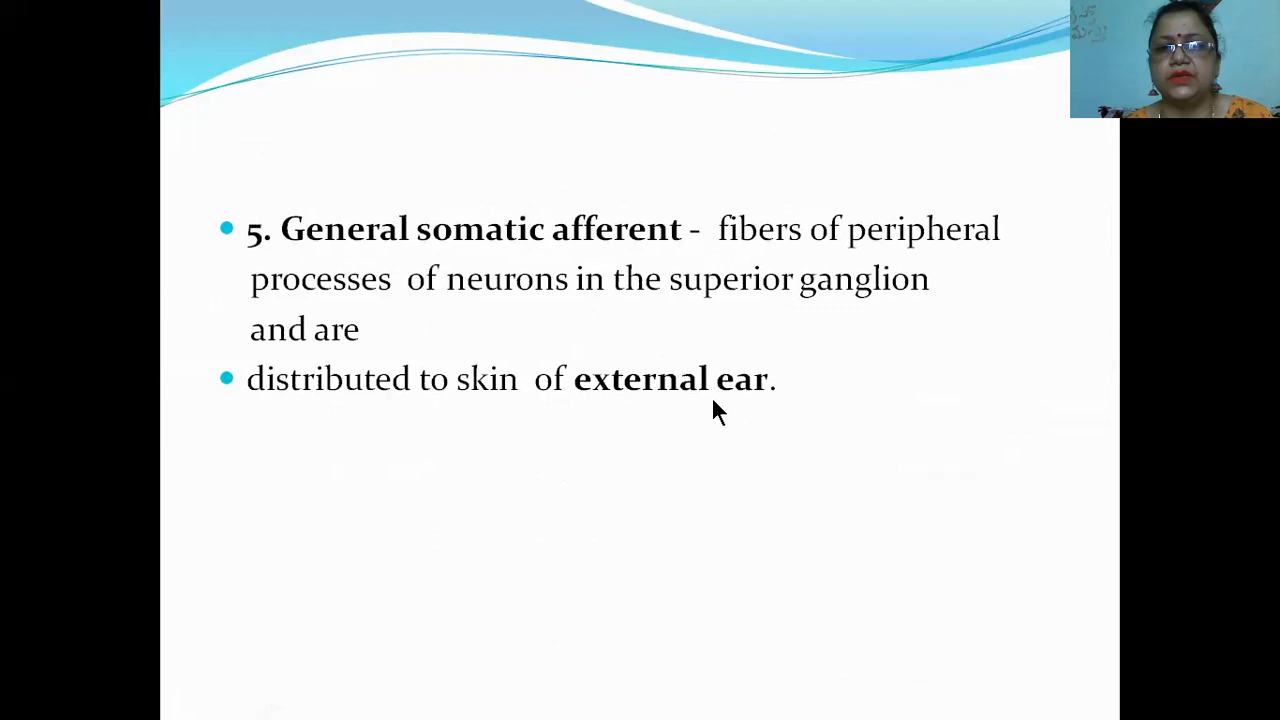 5. General somatic afferent - fibers of peripheral
processes of neurons in the superior ganglion
and are
distributed to skin of external ear.